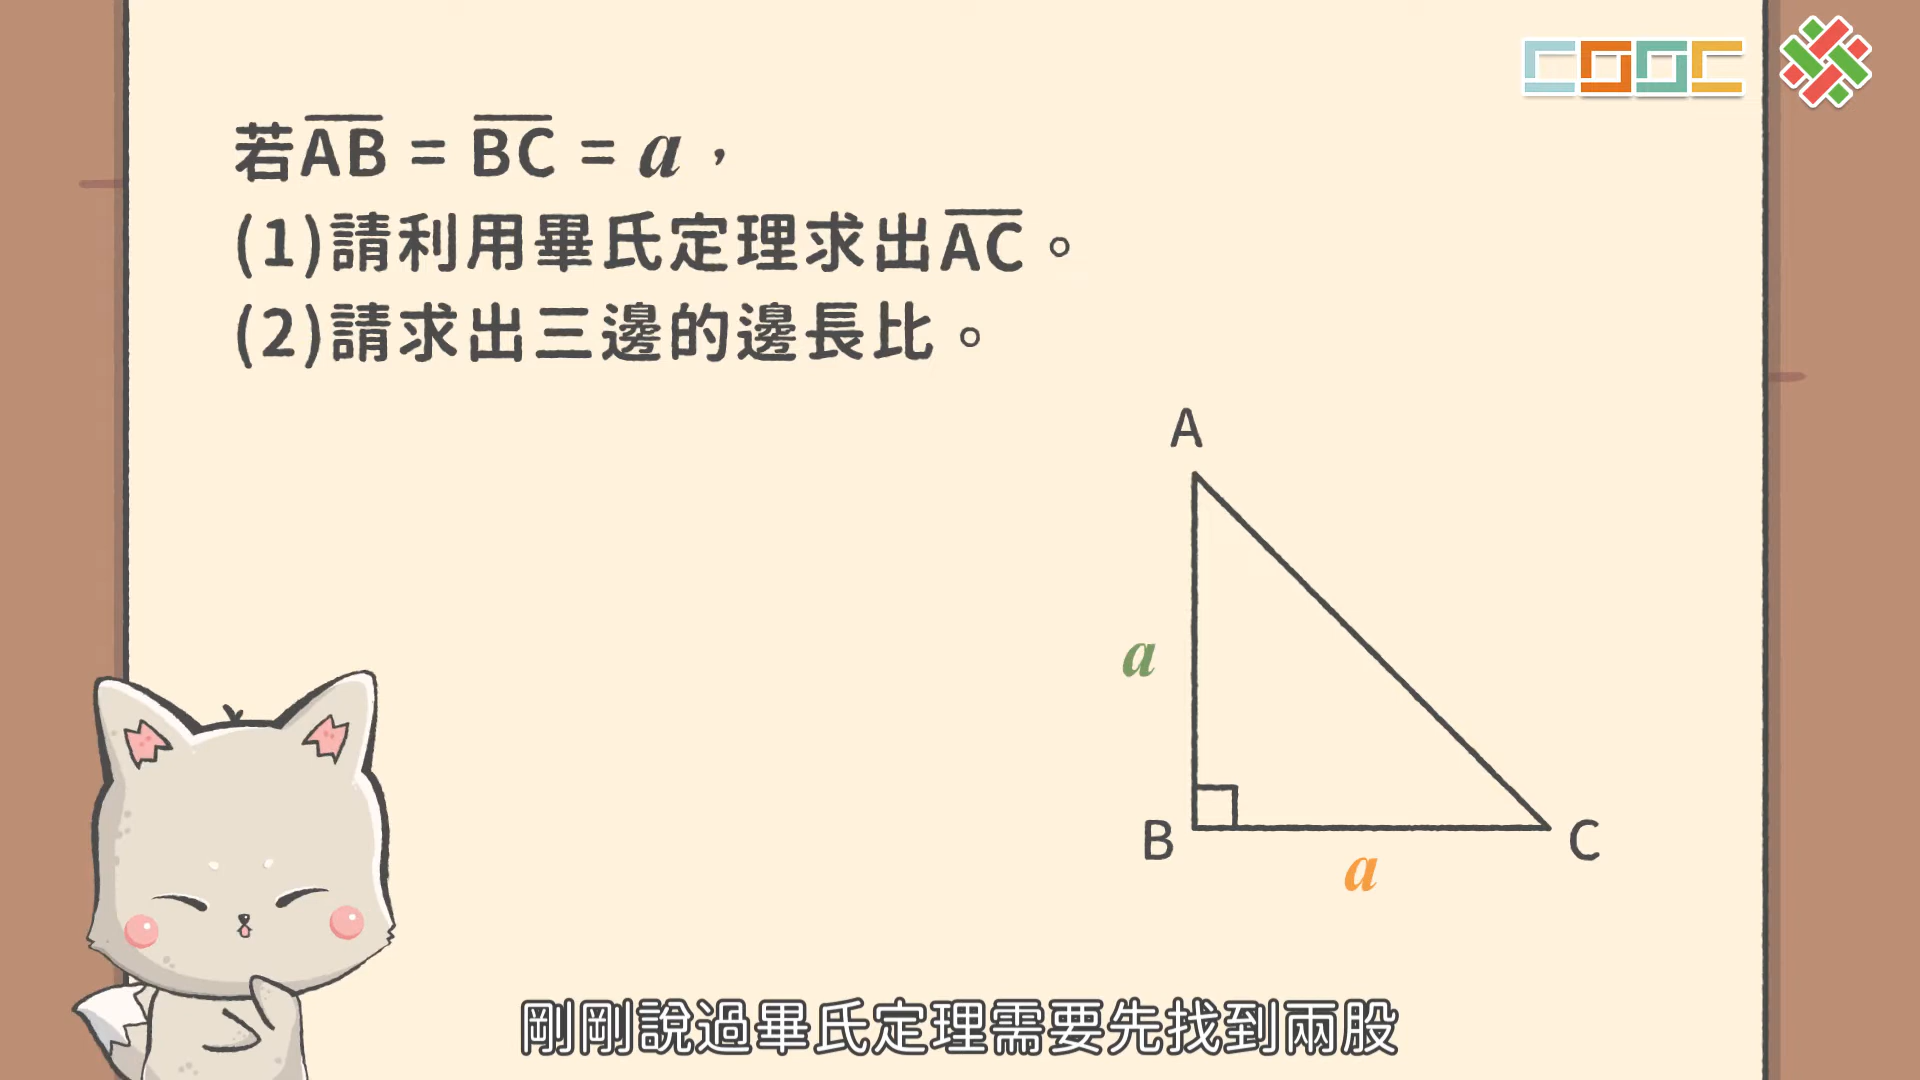 COOC
若AB = BC = a，
(1)請利用畢氏定理求出AC。
(2)請求出三邊的邊長比。
A
a
B
C
a
剛剛說過畢氏定理需要先找到兩股